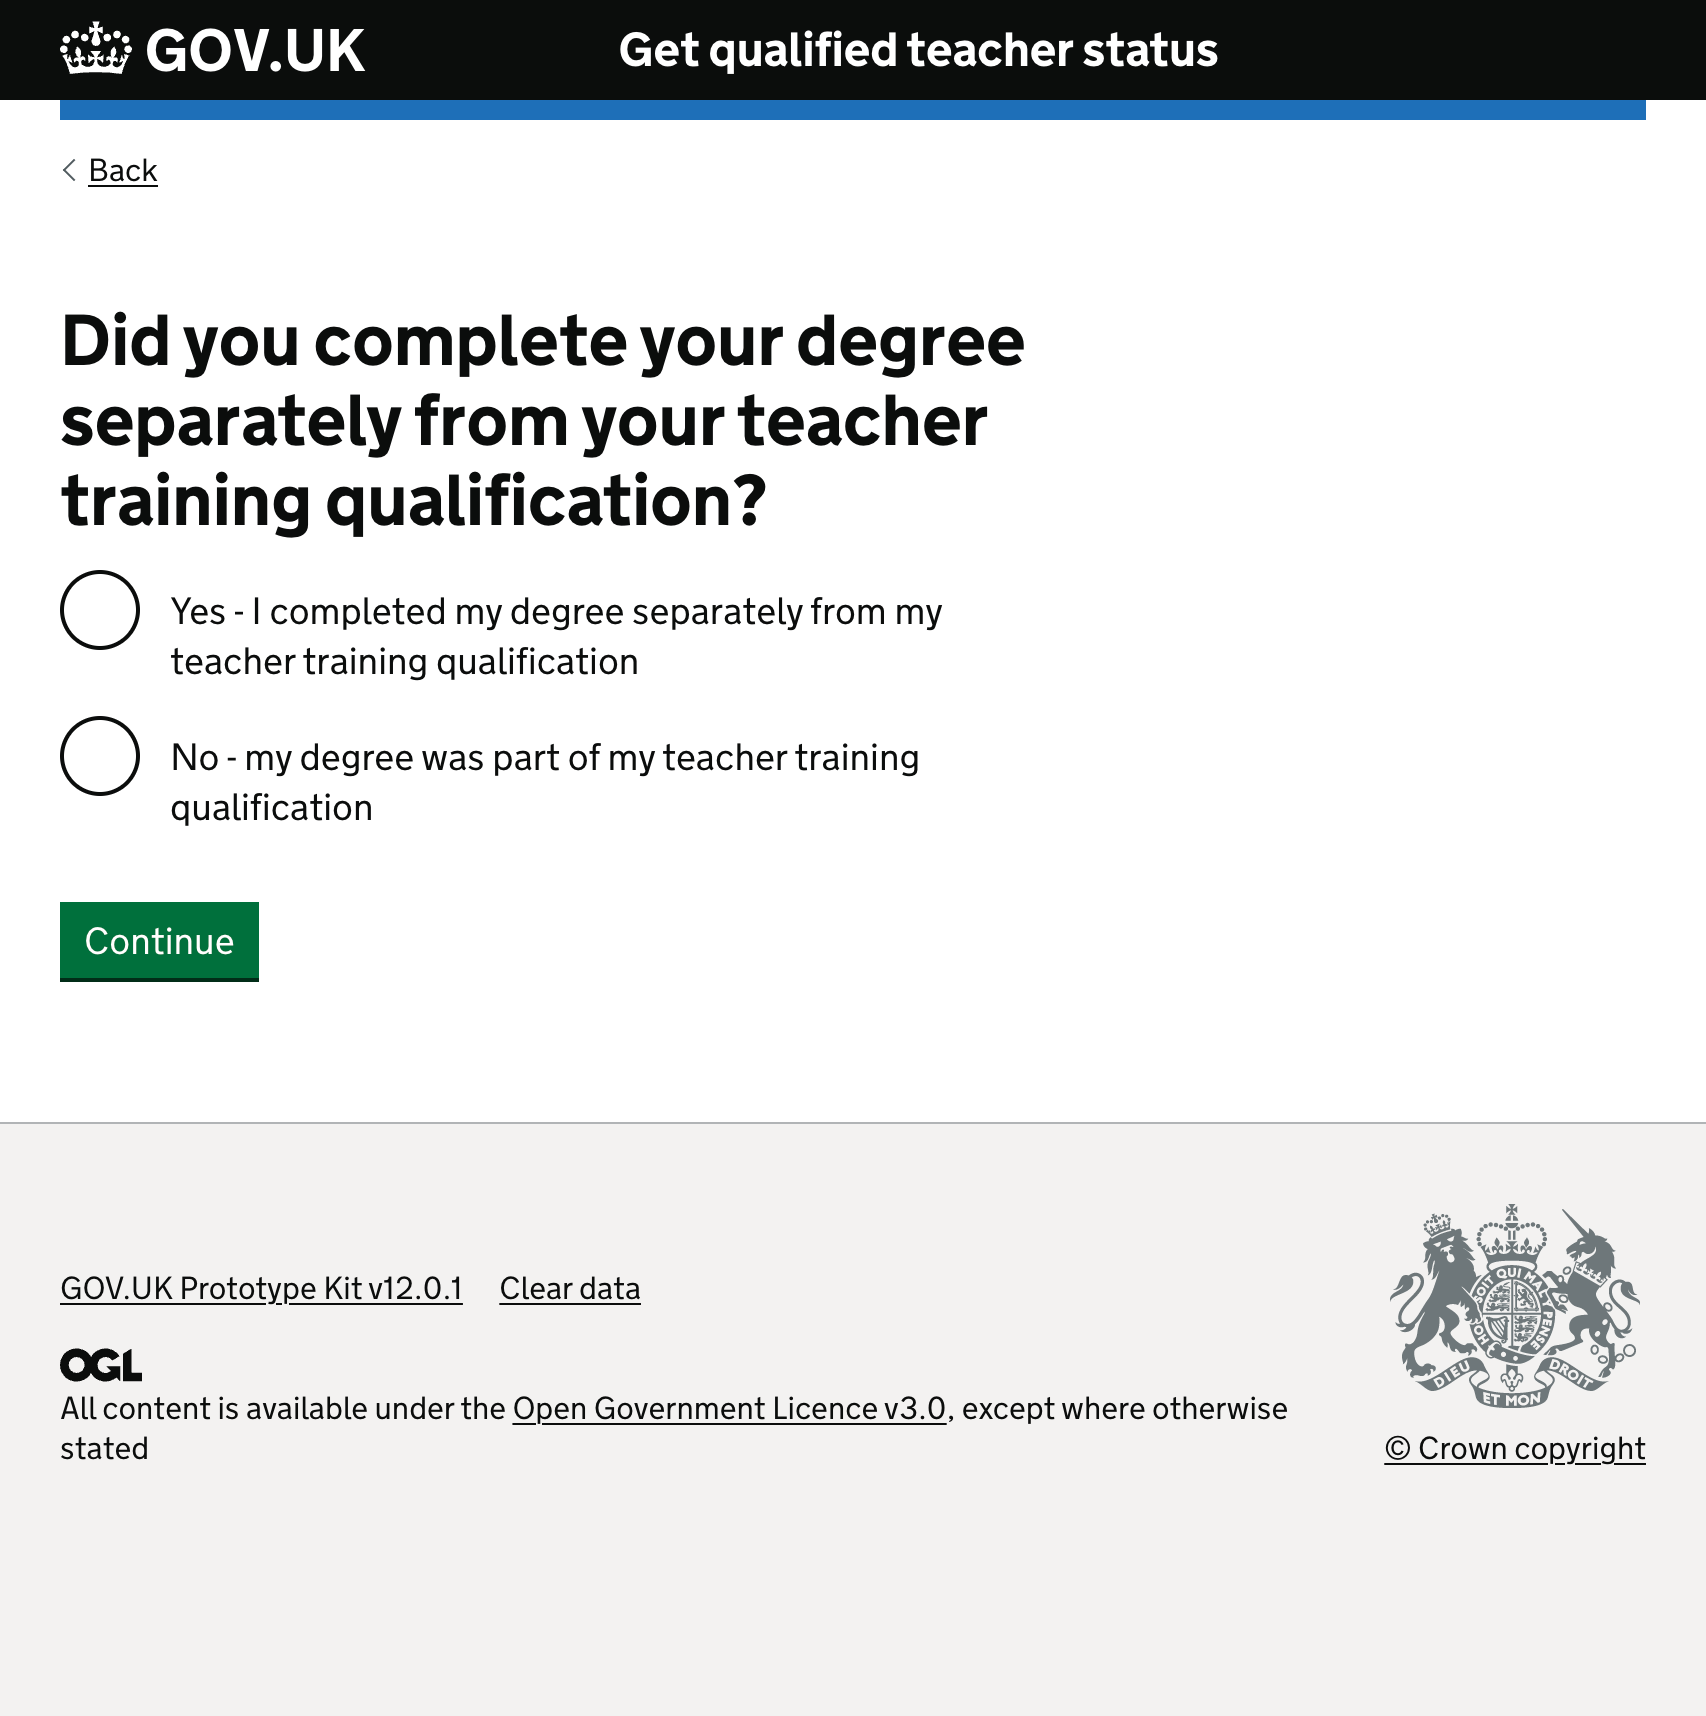 GOV.UK
Get qualified teacher status
Back
Did you complete your degree
separately from your teacher
training qualification?
Yes - I completed my degree separately from my
teacher training qualification
No - my degree was part of my teacher training
qualification
Continue
GOV.UK Prototype Kit v12.0.1 Clear data
OGL
All content is available under the Open Government Licence v3.0, except where otherwise
stated
HONI SOIT QUI MAL Y PENSE
DIEU ET MON DROIT
© Crown copyright